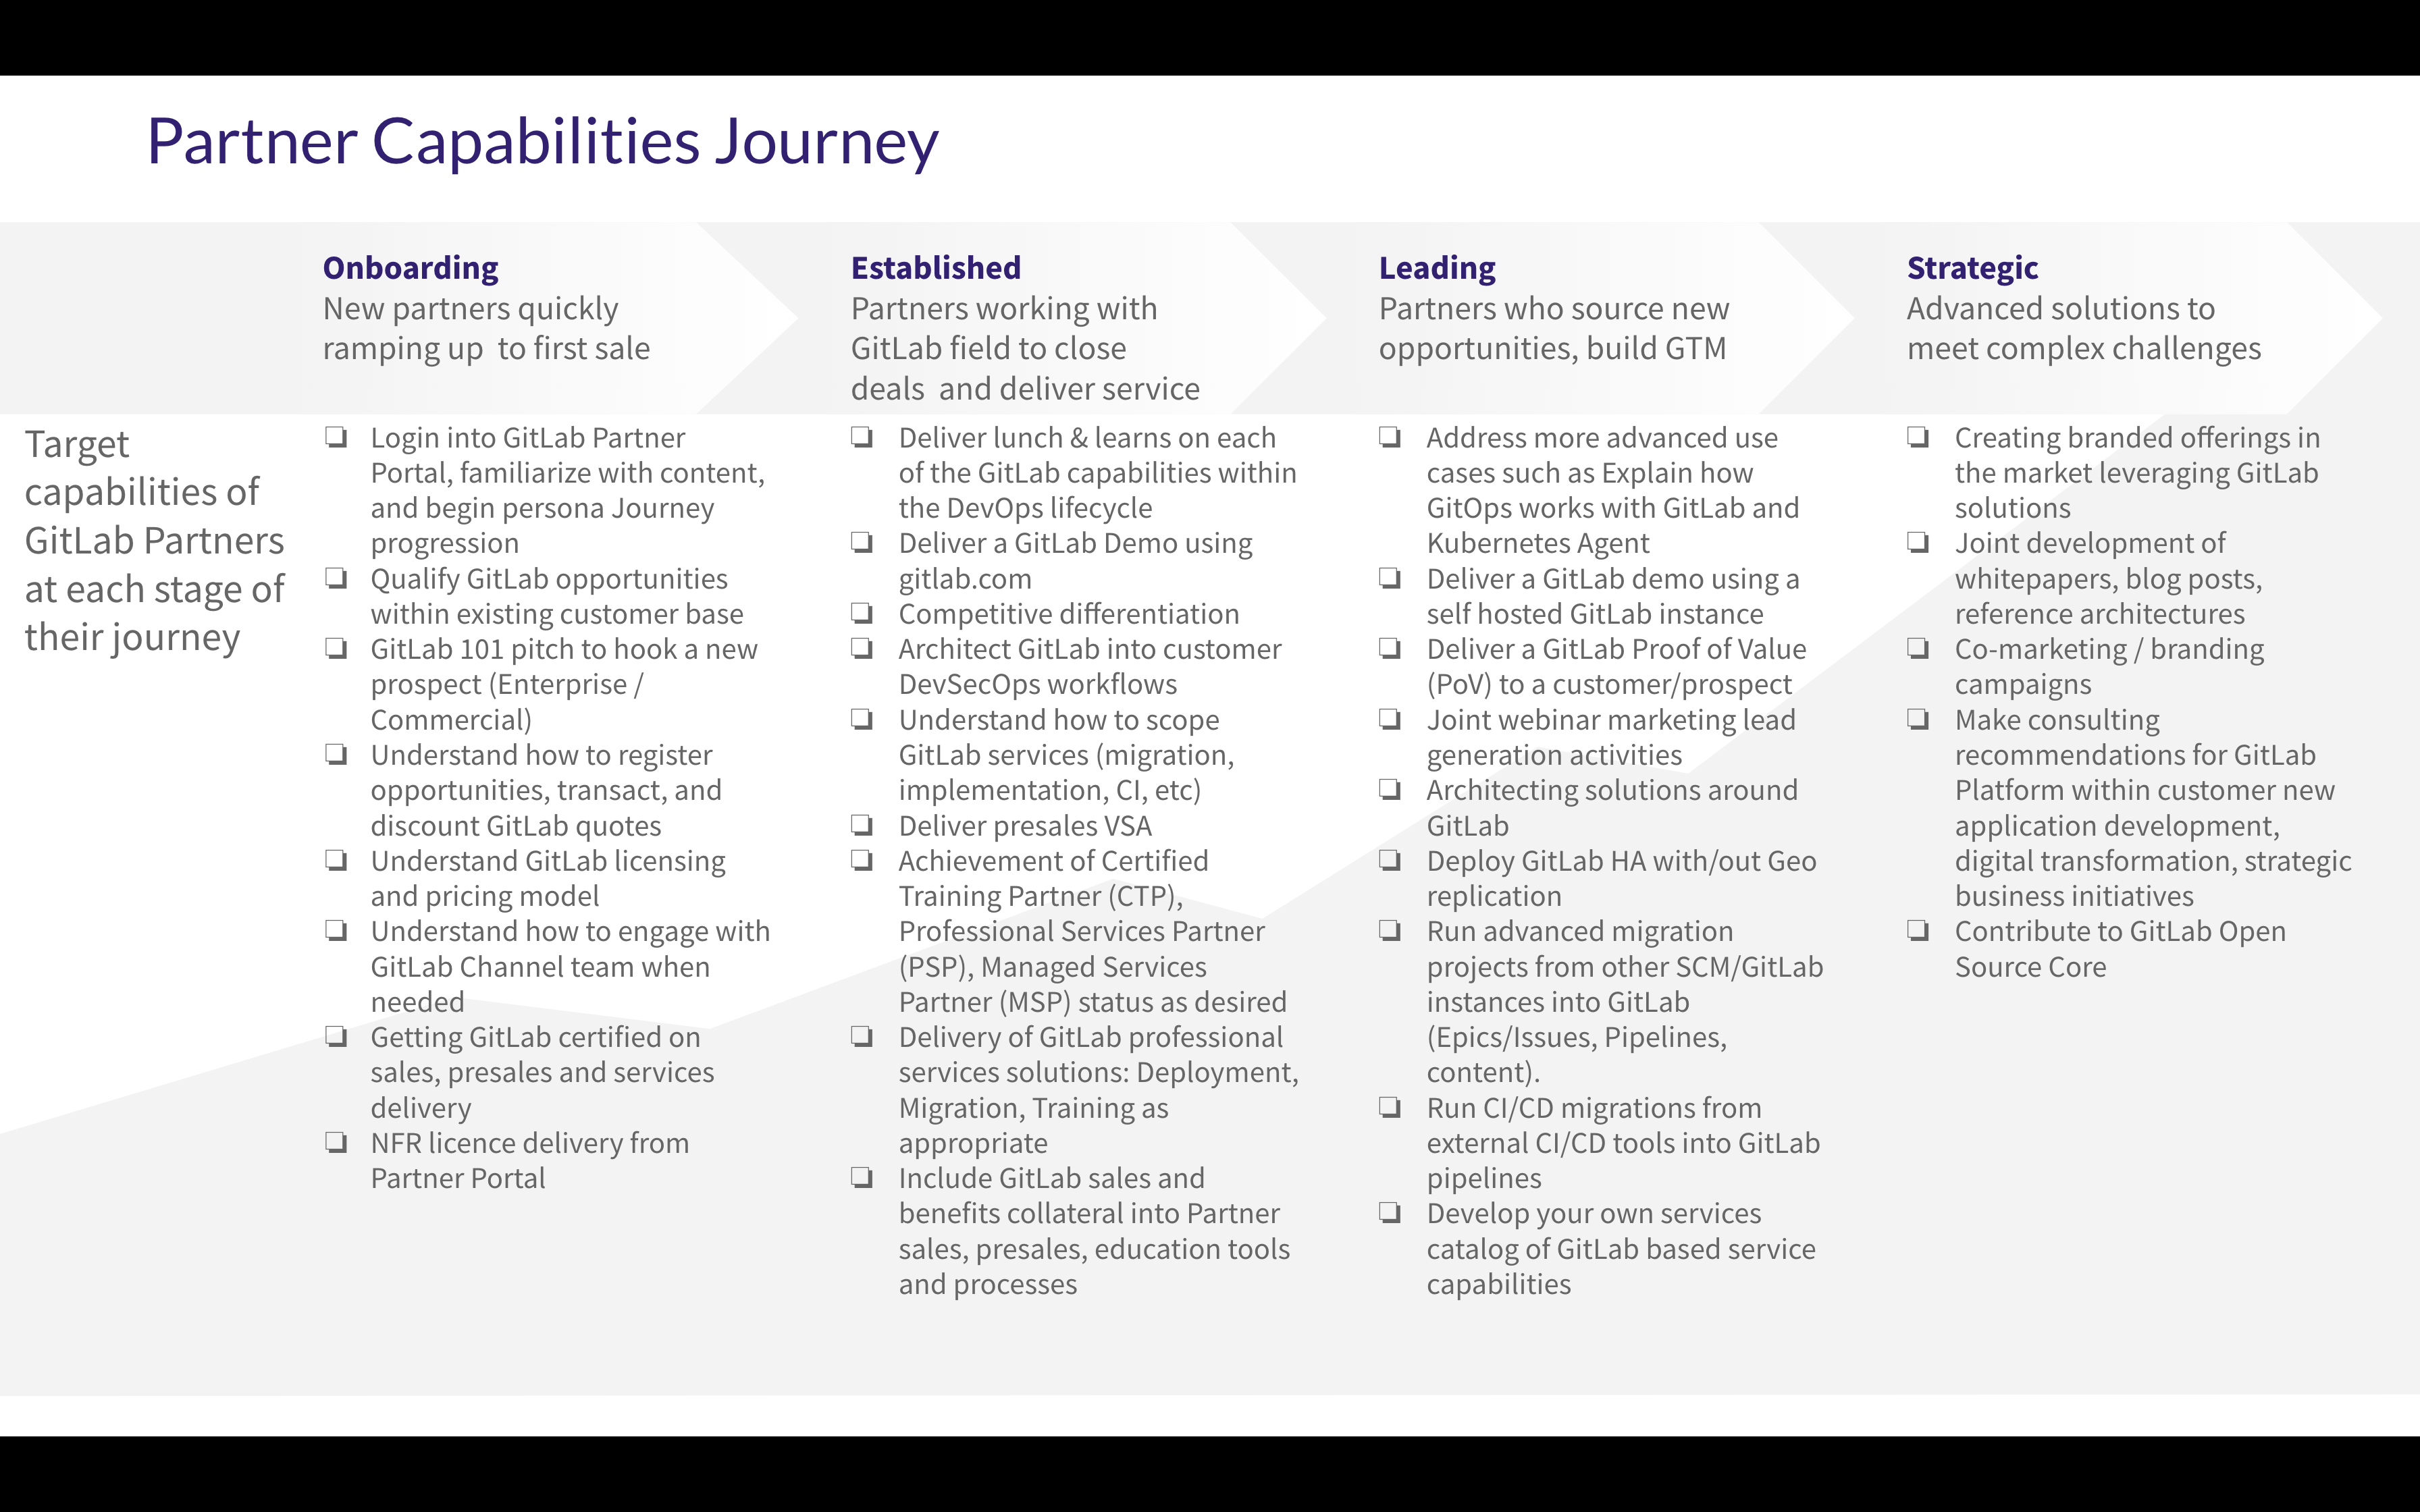 Partner Capabilities Journey
Onboarding
New partners quickly
ramping up  to first sale
Established
Partners working with
GitLab field to close
deals  and deliver service
Leading
Partners who source new
opportunities, build GTM
Strategic
Advanced solutions to
meet complex challenges
Target
capabilities of
GitLab Partners
at each stage of
their journey
❏ Login into GitLab Partner
Portal, familiarize with content,
and begin persona Journey
progression
❏ Qualify GitLab opportunities
within existing customer base
❏ GitLab 101 pitch to hook a new
prospect (Enterprise /
Commercial)
❏ Understand how to register
opportunities, transact, and
discount GitLab quotes
❏ Understand GitLab licensing
and pricing model
❏ Understand how to engage with
GitLab Channel team when
needed
❏ Getting GitLab certified on
sales, presales and services
delivery
❏ NFR licence delivery from
Partner Portal
❏ Deliver lunch & learns on each
of the GitLab capabilities within
the DevOps lifecycle
❏ Deliver a GitLab Demo using
gitlab.com
❏ Competitive differentiation
❏ Architect GitLab into customer
DevSecOps workflows
❏ Understand how to scope
GitLab services (migration,
implementation, CI, etc)
❏ Deliver presales VSA
❏ Achievement of Certified
Training Partner (CTP),
Professional Services Partner
(PSP), Managed Services
Partner (MSP) status as desired
❏ Delivery of GitLab professional
services solutions: Deployment,
Migration, Training as
appropriate
❏ Include GitLab sales and
benefits collateral into Partner
sales, presales, education tools
and processes
❏ Address more advanced use
cases such as Explain how
GitOps works with GitLab and
Kubernetes Agent
❏ Deliver a GitLab demo using a
self hosted GitLab instance
❏ Deliver a GitLab Proof of Value
(PoV) to a customer/prospect
❏ Joint webinar marketing lead
generation activities
❏ Architecting solutions around
GitLab
❏ Deploy GitLab HA with/out Geo
replication
❏ Run advanced migration
projects from other SCM/GitLab
instances into GitLab
(Epics/Issues, Pipelines,
content).
❏ Run CI/CD migrations from
external CI/CD tools into GitLab
pipelines
❏ Develop your own services
catalog of GitLab based service
capabilities
❏ Creating branded offerings in
the market leveraging GitLab
solutions
❏ Joint development of
whitepapers, blog posts,
reference architectures
❏ Co-marketing / branding
campaigns
❏ Make consulting
recommendations for GitLab
Platform within customer new
application development,
digital transformation, strategic
business initiatives
❏ Contribute to GitLab Open
Source Core